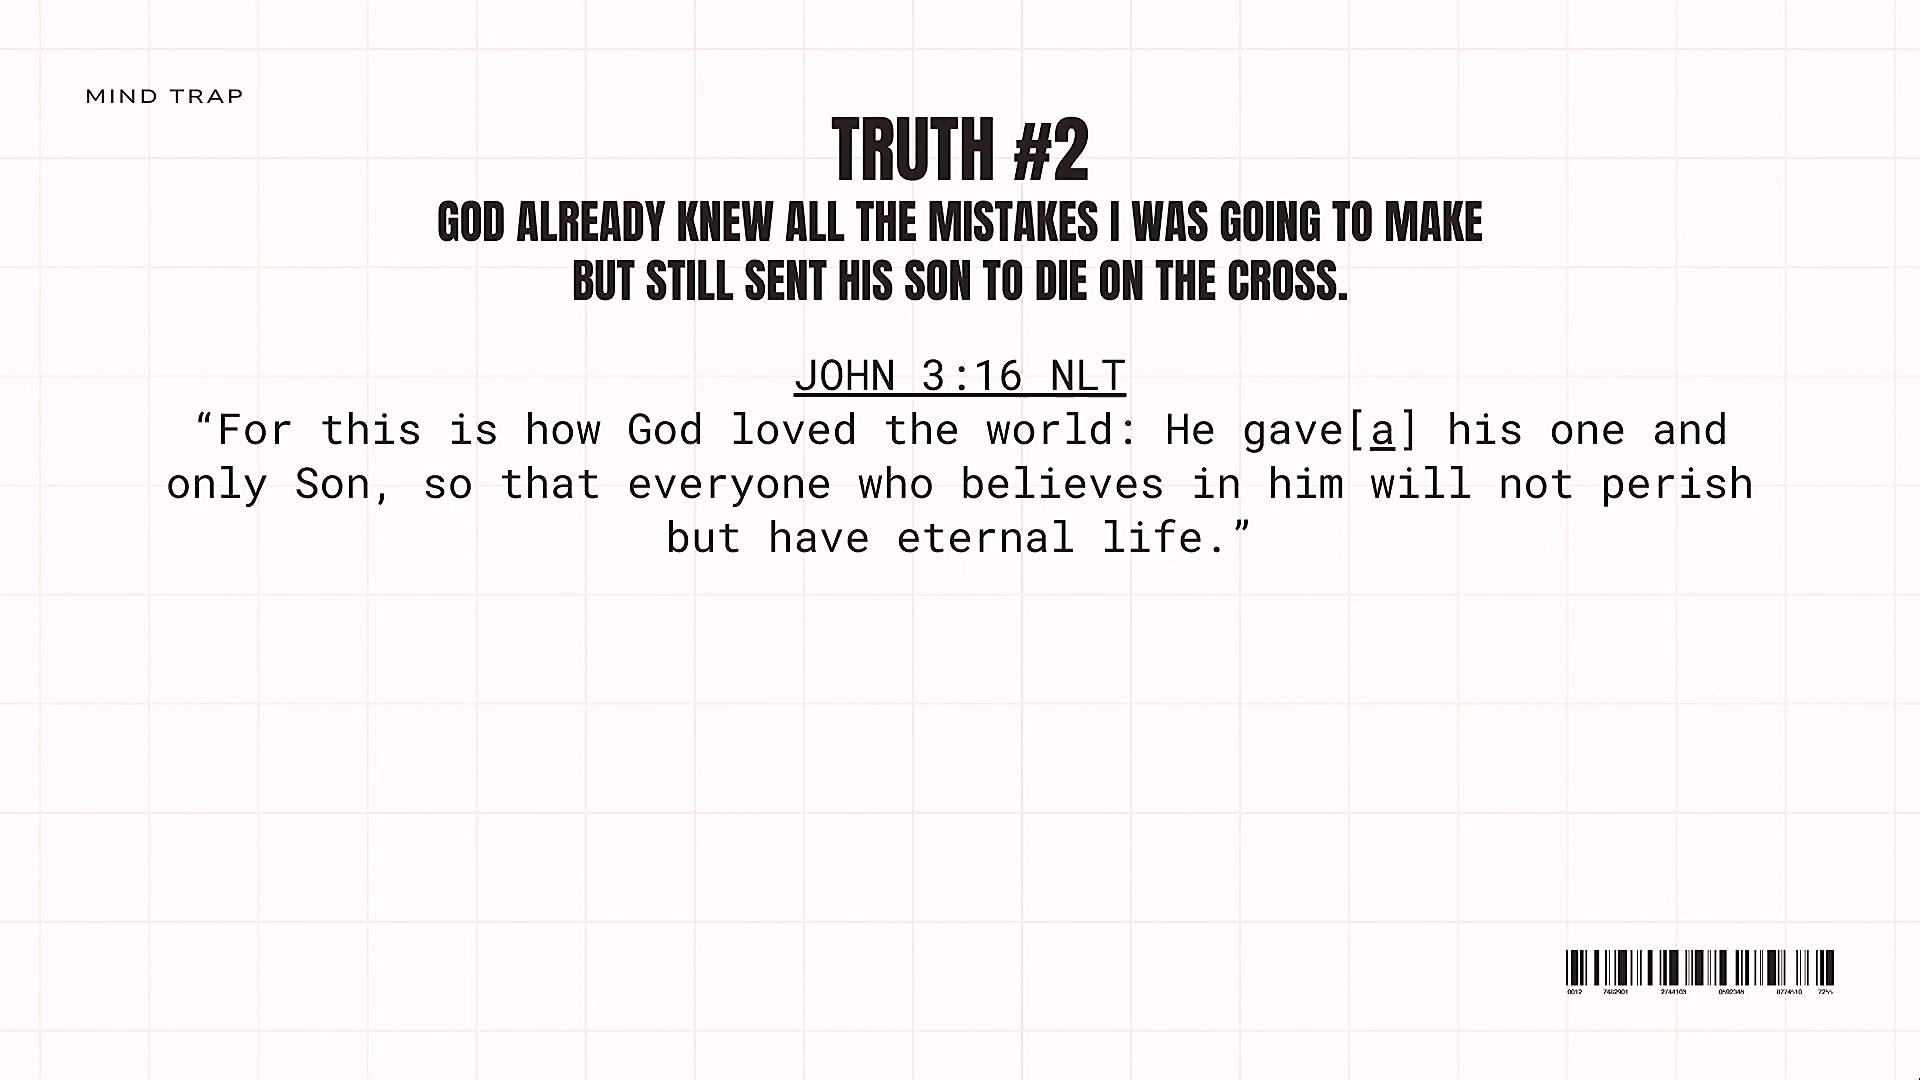 MIND TRAP
TRUTH #2
GOD ALREADY KNEW ALL THE MISTAKES I WAS GOING TO MAKE
BUT STILL SENT HIS SON TO DIE ON THE CROSS.
JOHN 3:16 NLT
“For this is how God loved the world: He gave[a] his one and
only Son, so that everyone who believes in him will not perish
but have eternal life.”
0012 7482901 2744103